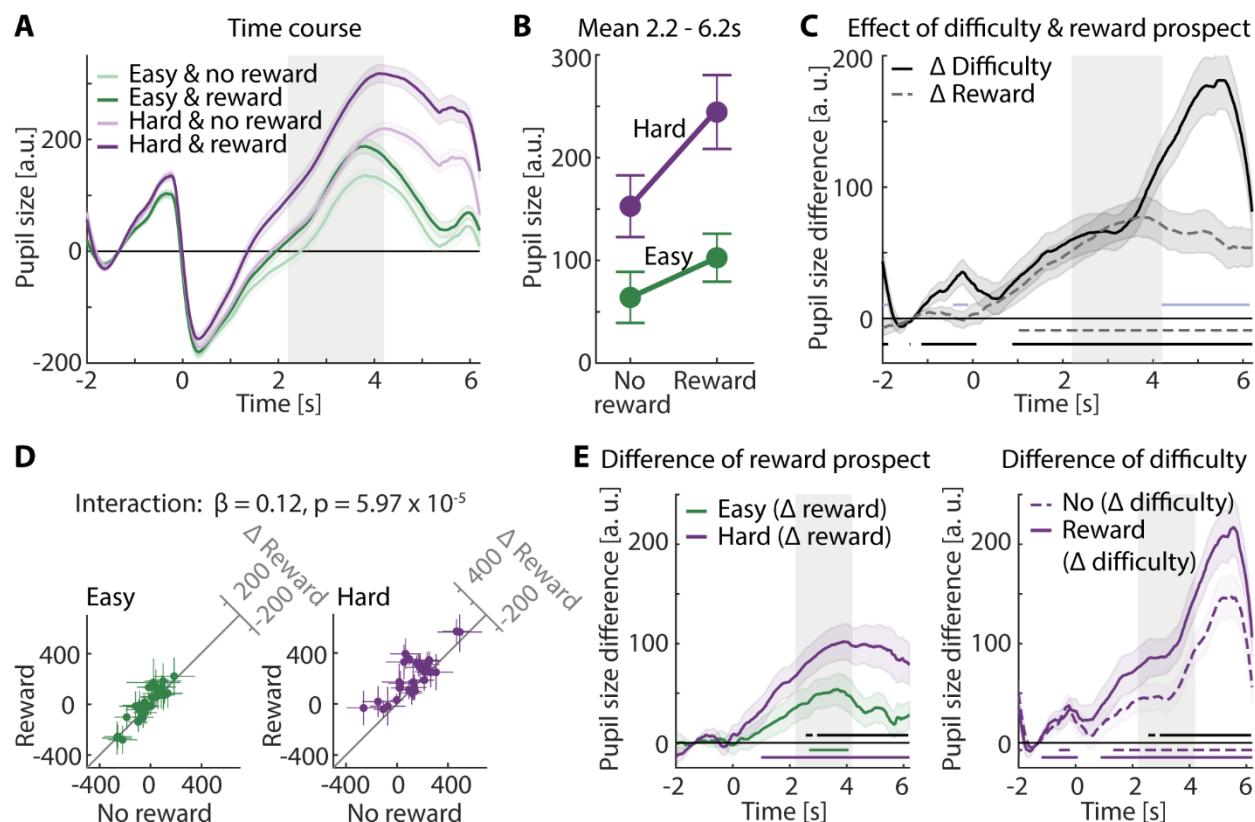 A
Time course
Easy & no reward
Easy & reward
Hard & no reward
Hard & reward
Pupil size [a.u.]
200
0
-200
-2
0
2
4
6
Time [s]
B
Mean 2.2 - 6.2s
Pupil size [a.u.]
300
200
100
0
Hard
Easy
No
reward
Reward
C
Effect of difficulty & reward prospect
Δ Difficulty
Δ Reward
Pupil size difference [a. u.]
200
100
0
-2
0
2
4
6
Time [s]
D
Interaction: β = 0.12, p = 5.97 x 10⁻⁵
Easy
Δ Reward
200
-200
Reward
400
0
-400
-400
0
400
No reward
Hard
Δ Reward
400
-200
Reward
400
0
-400
-400
0
400
No reward
E
Difference of reward prospect
Easy (Δ reward)
Hard (Δ reward)
Pupil size difference [a. u.]
200
100
0
-2
0
2
4
6
Time [s]
Difference of difficulty
No (Δ difficulty)
Reward
(Δ difficulty)
Pupil size difference [a. u.]
200
100
0
-2
0
2
4
6
Time [s]